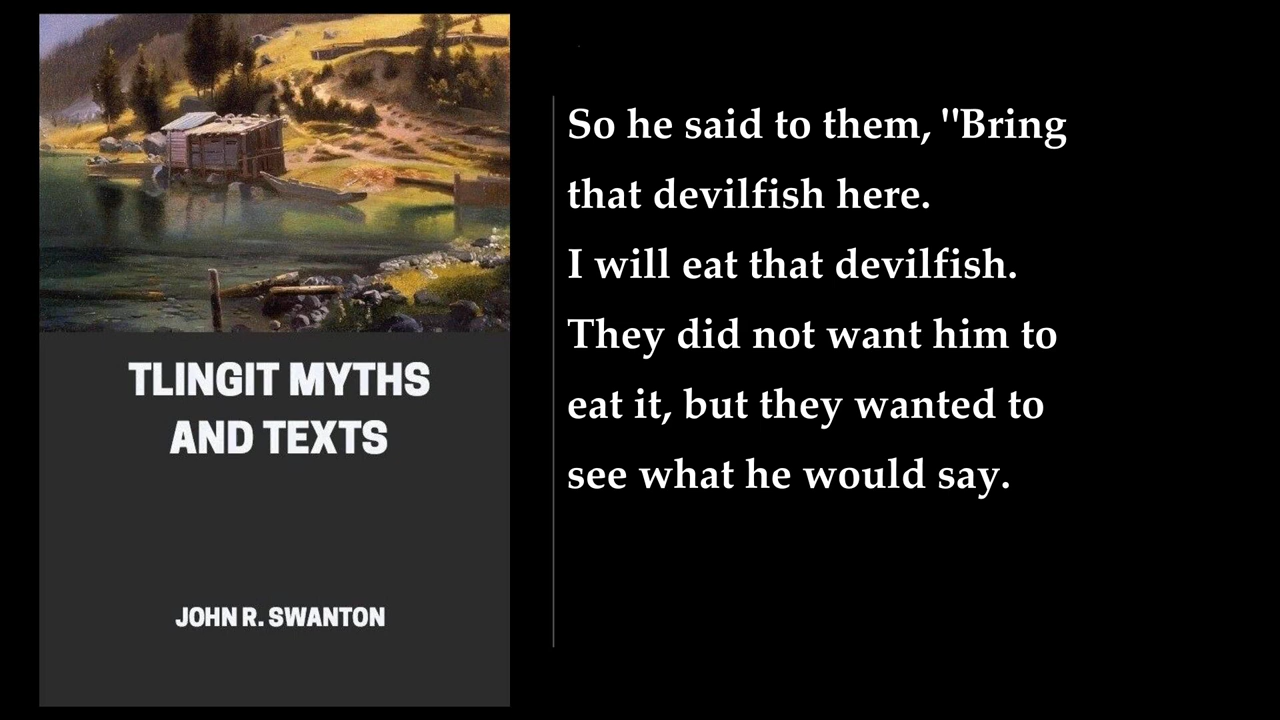 TLINGIT MYTHS
AND TEXTS
JOHN R. SWANTON
So he said to them, "Bring
that devilfish here.
I will eat that devilfish.
They did not want him to
eat it, but they wanted to
see what he would say.